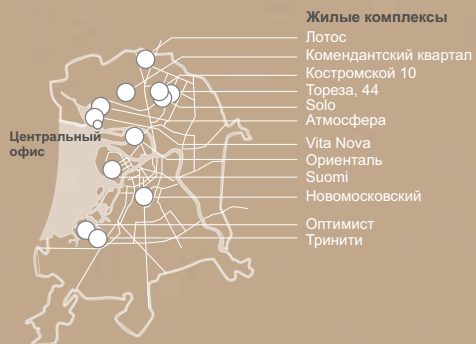 Жилые комплексы
Лотос
Комендантский квартал
Костромской 10
Тореза, 44
Solo
Атмосфера
Центральный
офис
Vita Nova
Ориенталь
Suomi
Новомосковский
Оптимист
Тринити